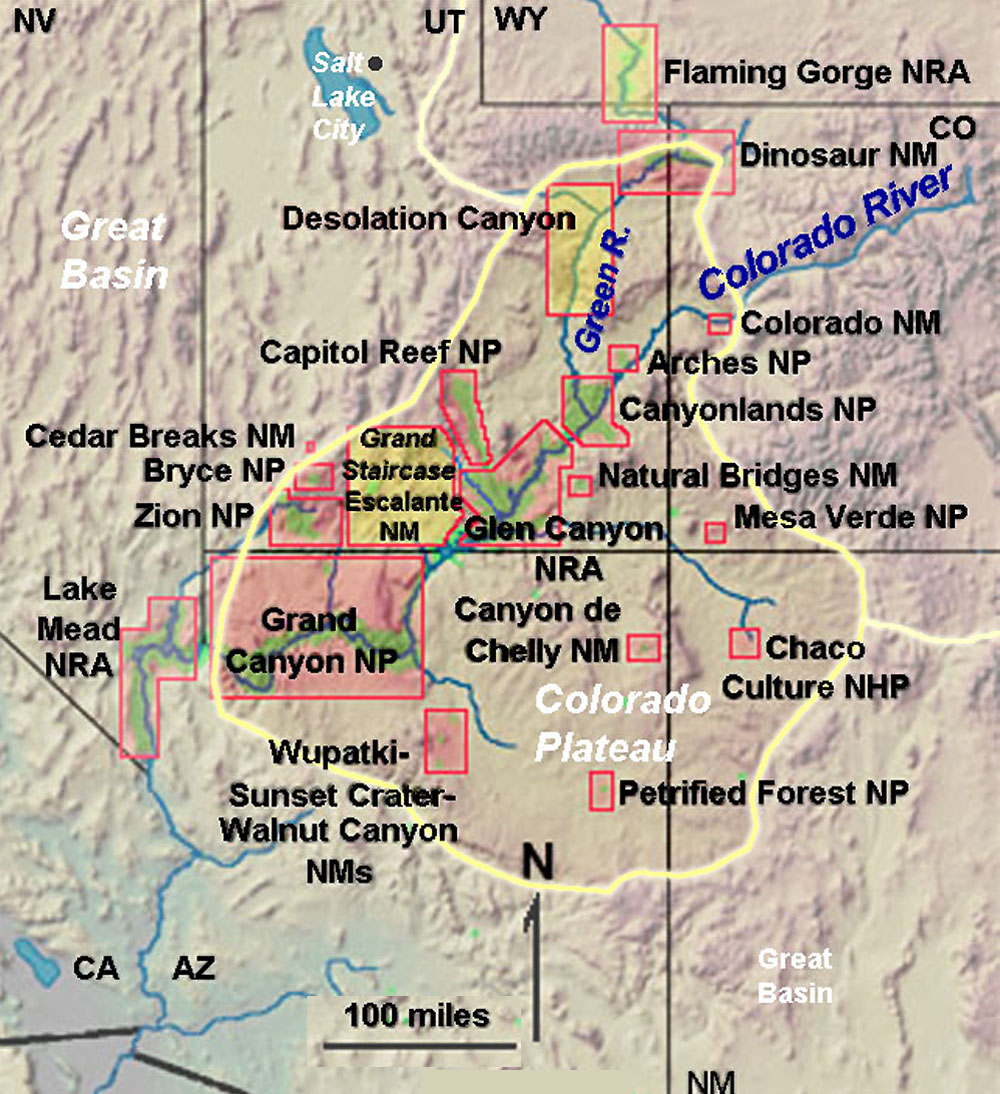 NV
UT
WY
Salt
Lake
City
Flaming Gorge NRA
CO
Dinosaur NM
Colorado River
Desolation Canyon
Great
Basin
Green R.
Colorado NM
Capitol Reef NP
Arches NP
Canyonlands NP
Cedar Breaks NM
Grand
Staircase
Escalante
NM
Bryce NP
Natural Bridges NM
Zion NP
Mesa Verde NP
Glen Canyon
NRA
Lake
Mead
NRA
Grand
Canyon NP
Canyon de
Chelly NM
Chaco
Culture NHP
Colorado
Plateau
Wupatki-
Sunset Crater-
Walnut Canyon
NMs
Petrified Forest NP
N
CA
AZ
Great
Basin
100 miles
NM